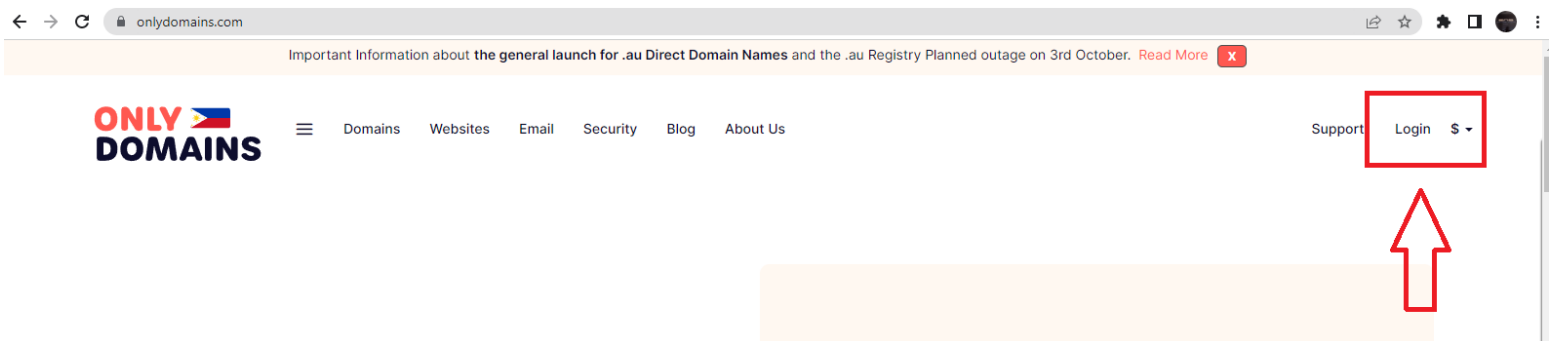 onlydomains.com
Important Information about the general launch for .au Direct Domain Names and the .au Registry Planned outage on 3rd October. Read More X
ONLY
DOMAINS
Domains Websites Email Security Blog About Us Support Login $